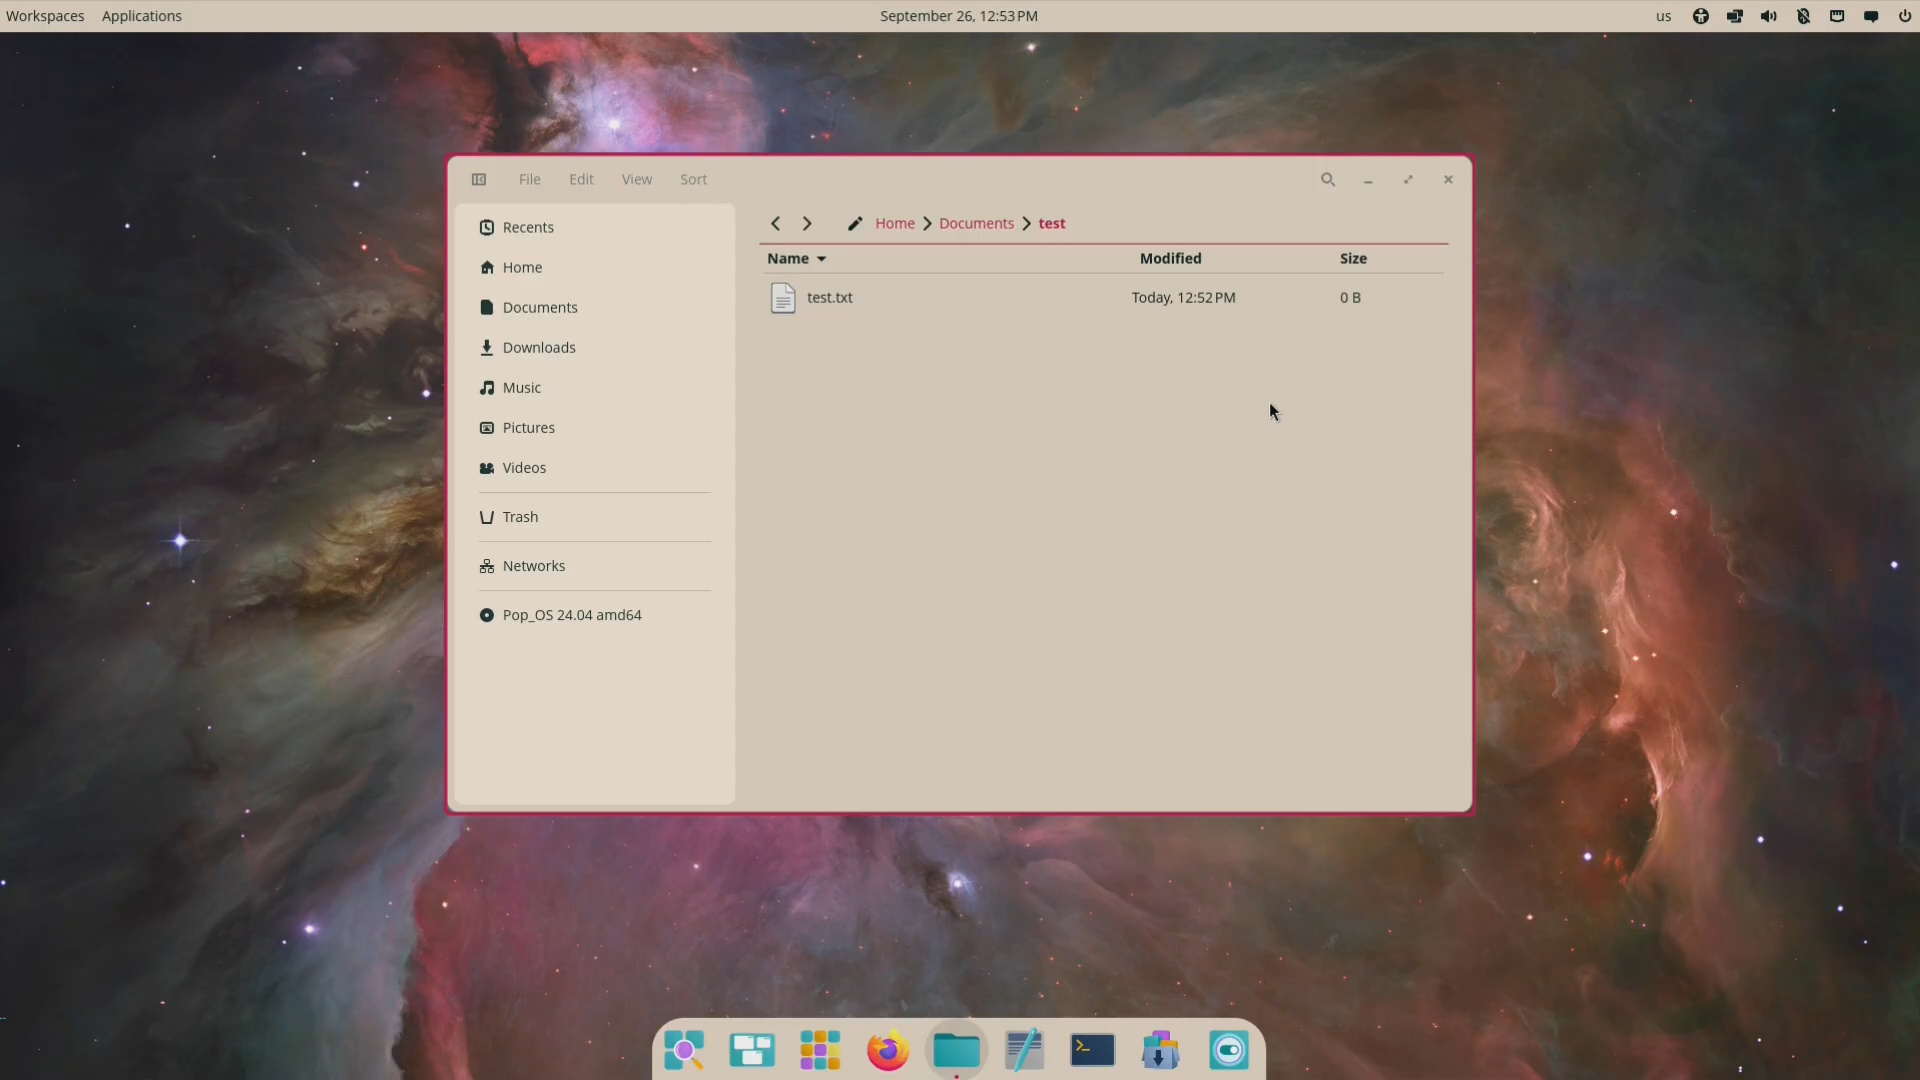 Workspaces Applications September 26, 12:53 PM us
File Edit View Sort
Recents
Home
Documents
Downloads
Music
Pictures
Videos
Trash
Networks
Pop_OS 24.04 amd64
Home Documents test
Name Modified Size
test.txt Today, 12:52 PM 0 B